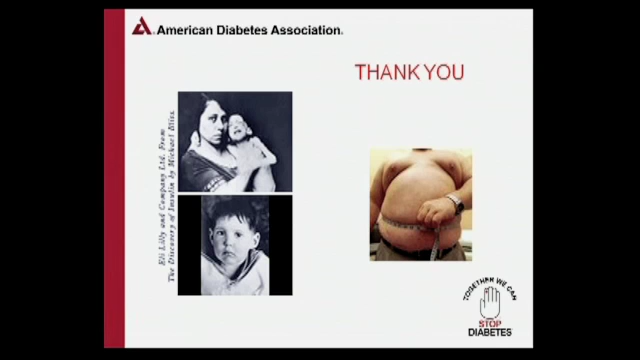 American Diabetes Association.
THANK YOU
Eli Lilly and Company Ltd. From
The Discovery of Insulin by Michael Bliss.
TOGETHER WE CAN
STOP
DIABETES